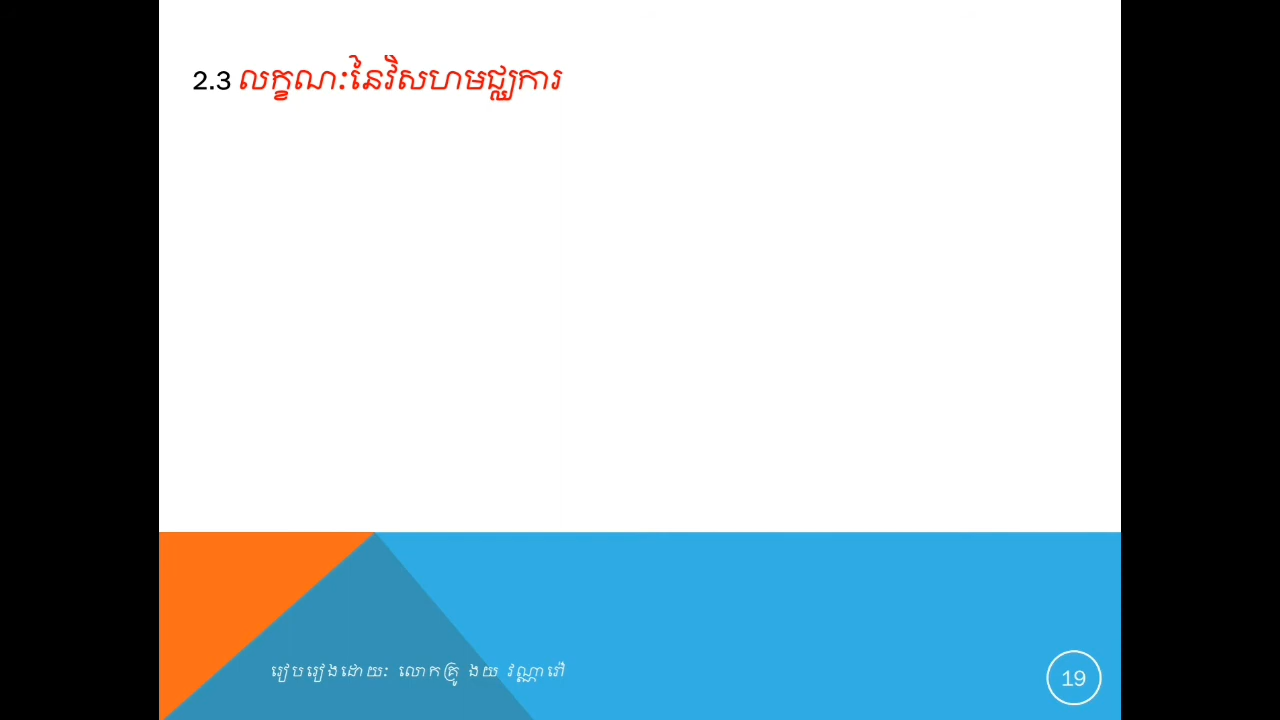 2.3 លក្ខណៈនៃវិសហមជ្ឈការ
រៀបរៀងដោយៈ លោកគ្រូ ងយ វណ្ណារ៉ៅ
19